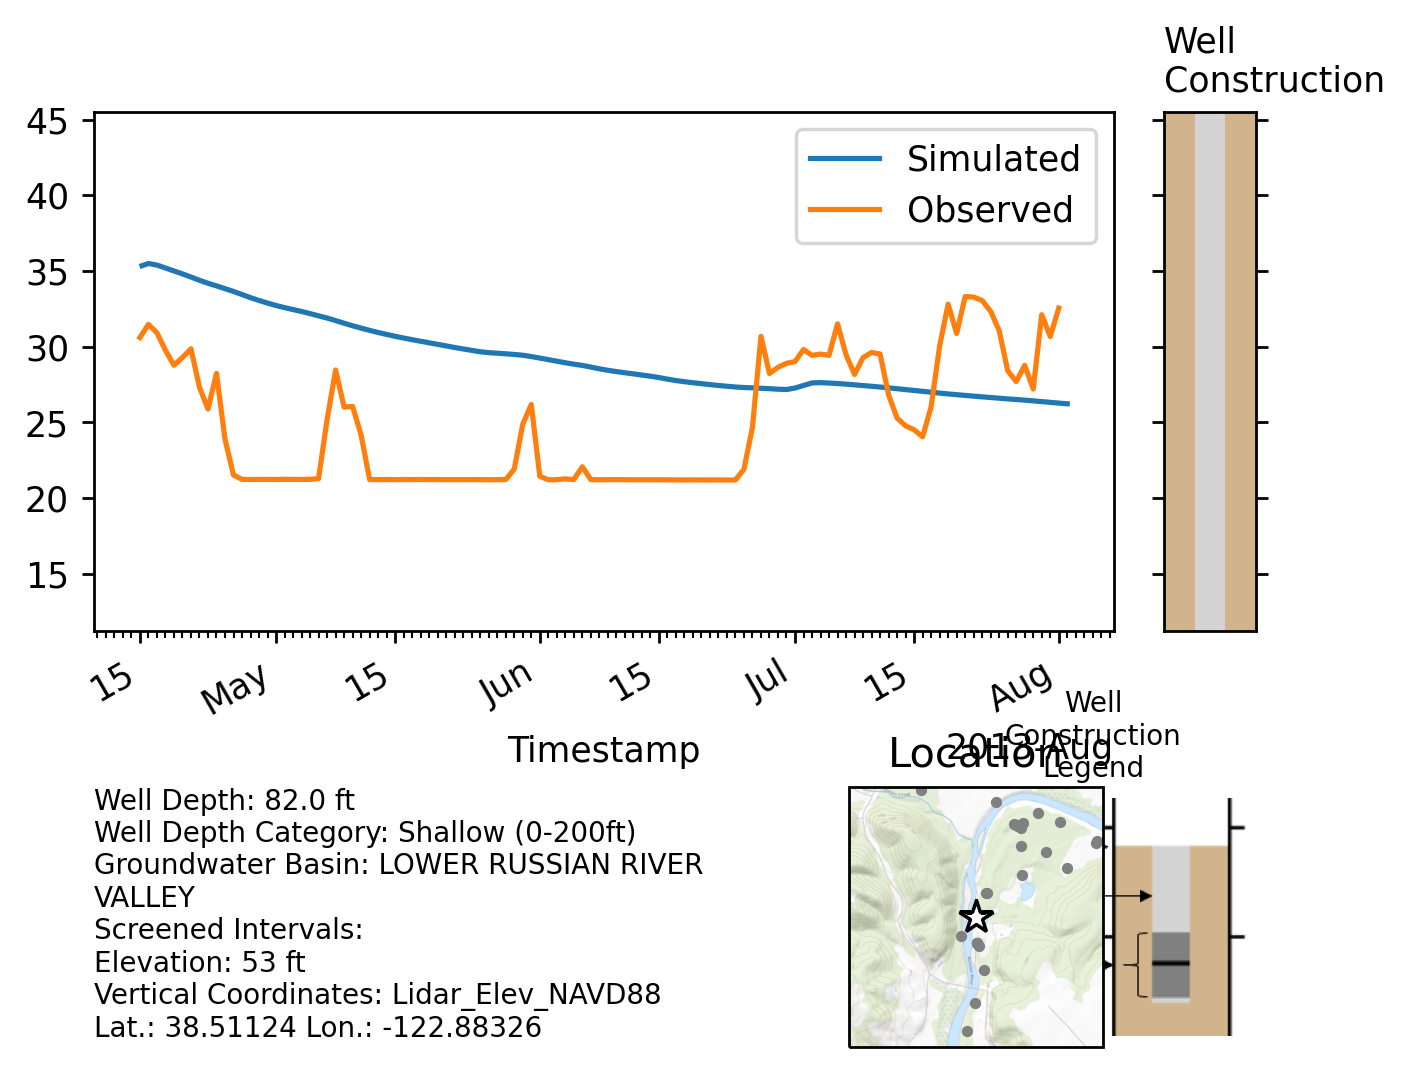 Well
Construction
45
40
35
30
25
20
15
Simulated
Observed
15
May
15
Jun
15
Jul
15
Aug
Timestamp
2013-Aug
Well
Construction
Legend
Location
Well Depth: 82.0 ft
Well Depth Category: Shallow (0-200ft)
Groundwater Basin: LOWER RUSSIAN RIVER
VALLEY
Screened Intervals:
Elevation: 53 ft
Vertical Coordinates: Lidar_Elev_NAVD88
Lat.: 38.51124 Lon.: -122.88326